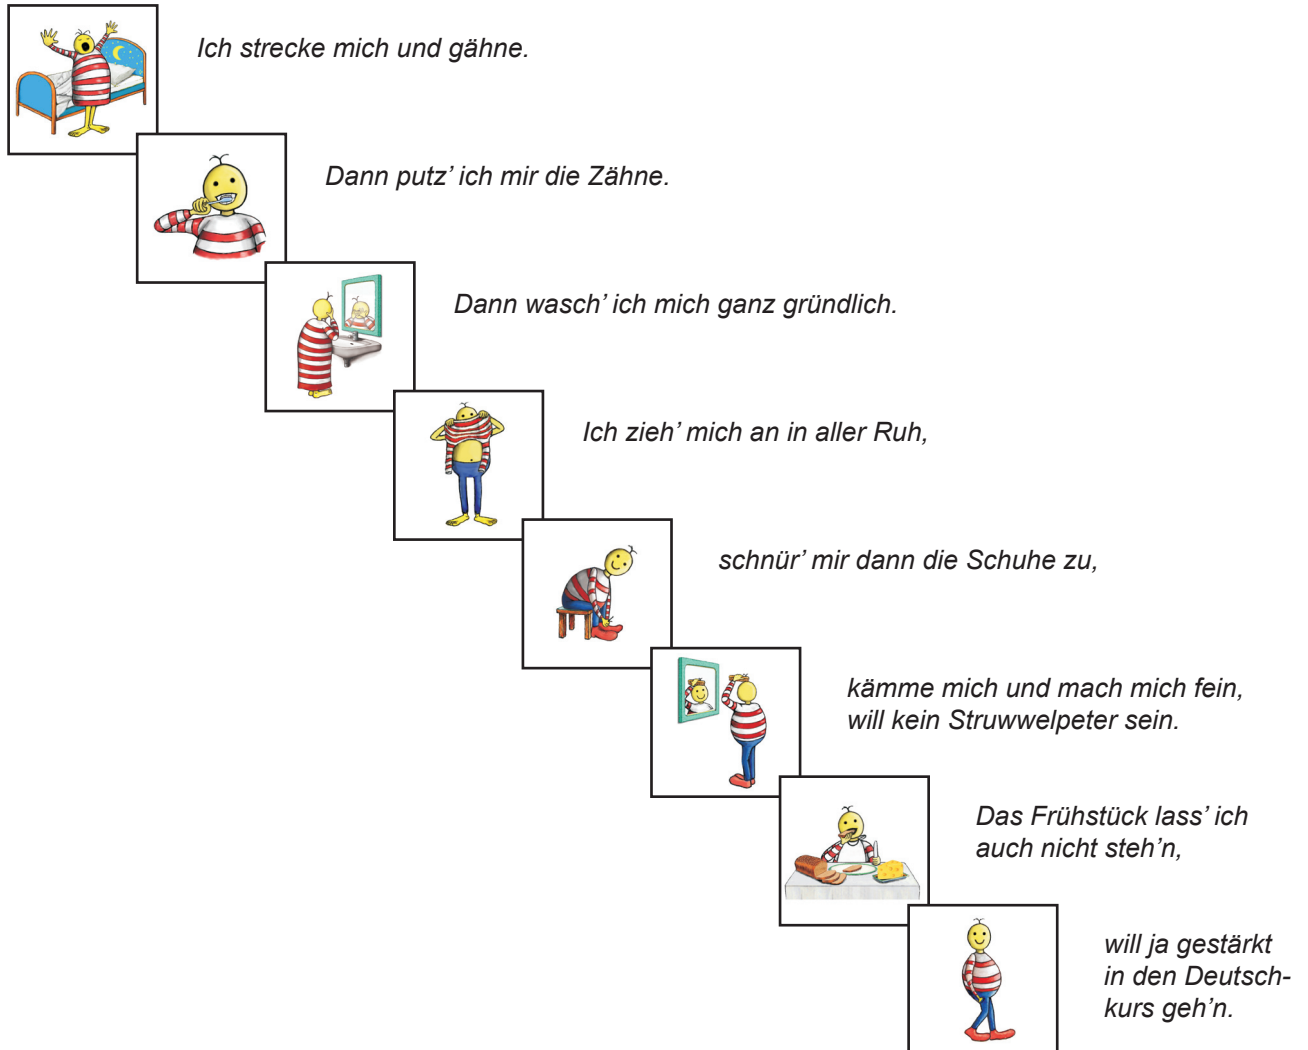 Ich strecke mich und gähne.
Dann putz’ ich mir die Zähne.
Dann wasch’ ich mich ganz gründlich.
Ich zieh’ mich an in aller Ruh,
schnür’ mir dann die Schuhe zu,
kämme mich und mach mich fein,
will kein Struwwelpeter sein.
Das Frühstück lass’ ich
auch nicht steh’n,
will ja gestärkt
in den Deutsch-
kurs geh’n.